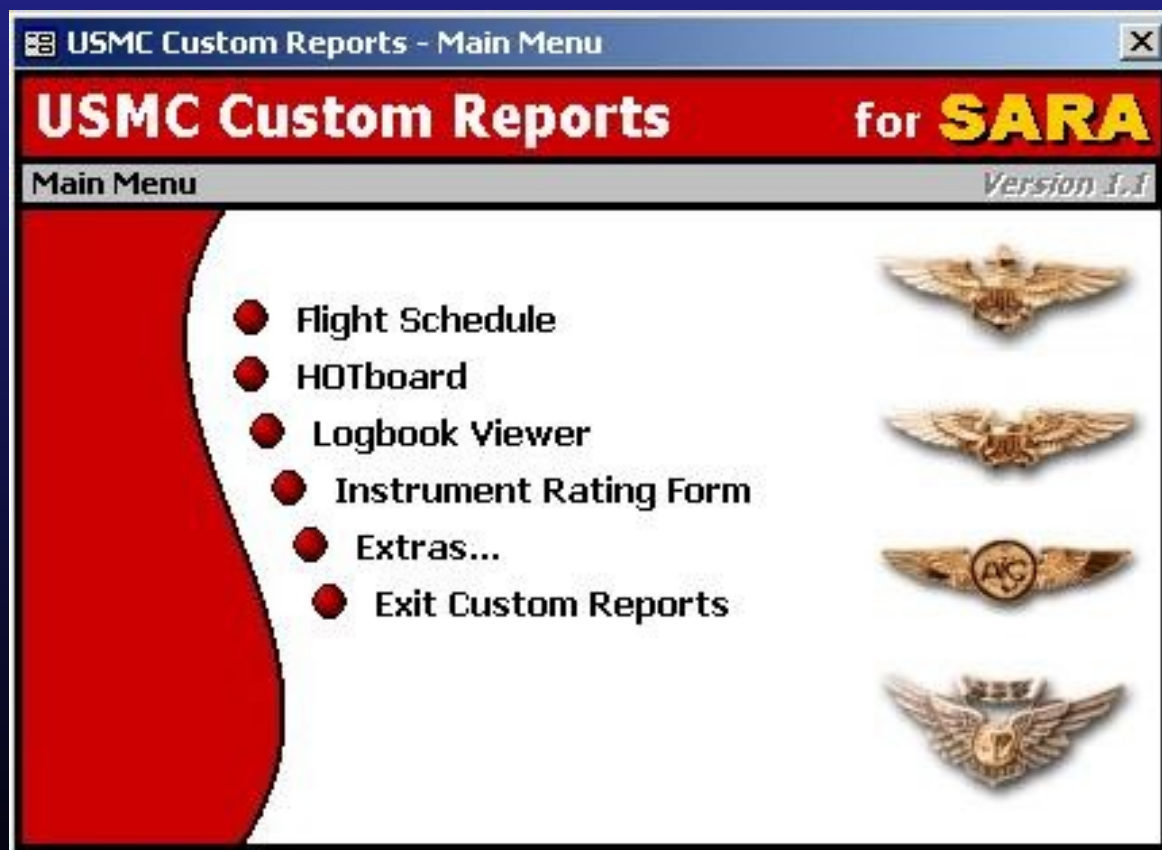 USMC Custom Reports - Main Menu
USMC Custom Reports for SARA
Main Menu Version 1.1
Flight Schedule
HOTboard
Logbook Viewer
Instrument Rating Form
Extras...
Exit Custom Reports